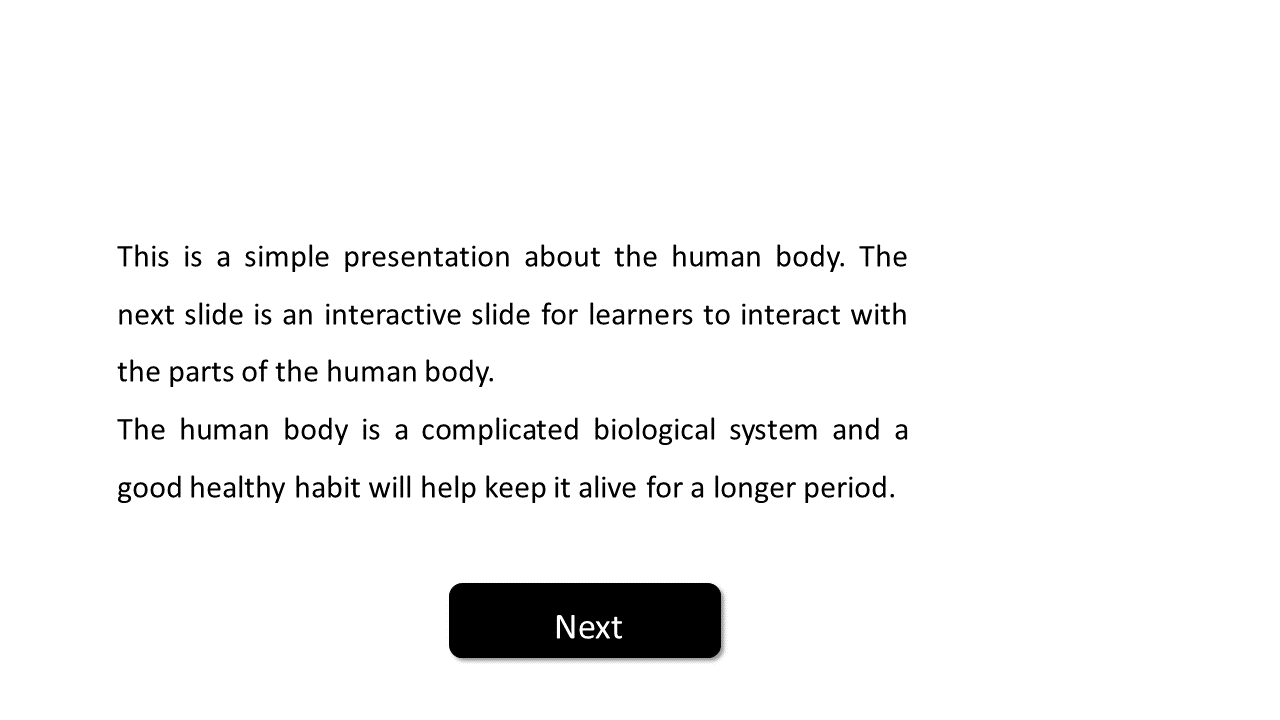 This is a simple presentation about the human body. The
next slide is an interactive slide for learners to interact with
the parts of the human body.
The human body is a complicated biological system and a
good healthy habit will help keep it alive for a longer period.
Next